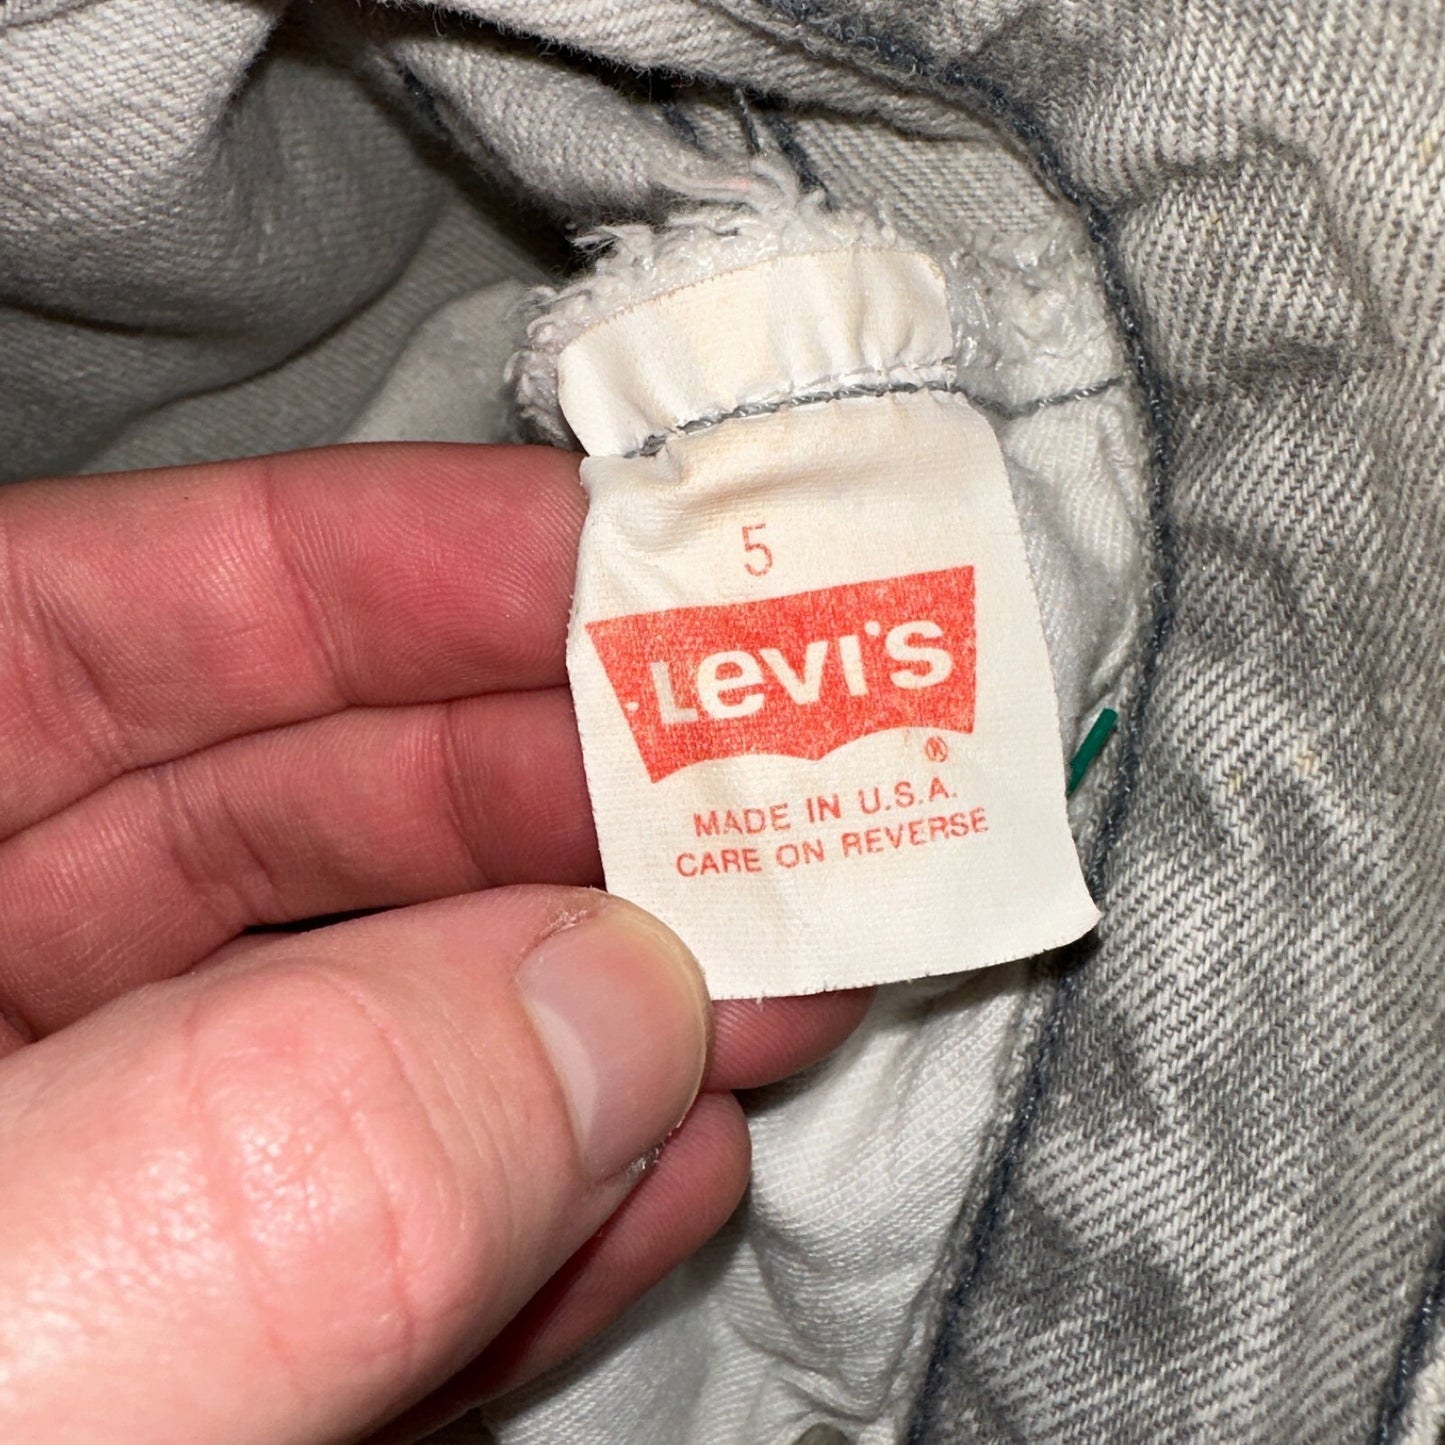 5
Levi's
®
MADE IN U.S.A.
CARE ON REVERSE